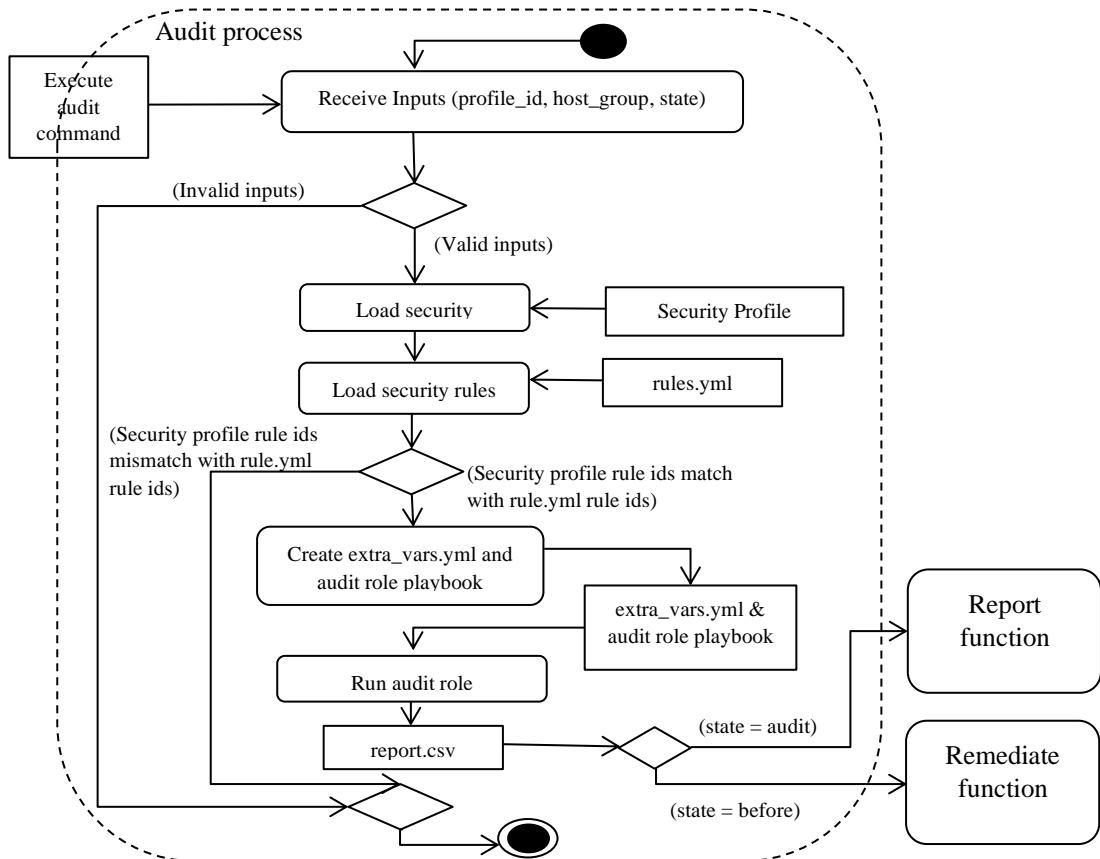 Audit process
Execute
audit
command
Receive Inputs (profile_id, host_group, state)
(Invalid inputs)
(Valid inputs)
Load security
Security Profile
Load security rules
rules.yml
(Security profile rule ids
mismatch with rule.yml
rule ids)
(Security profile rule ids match
with rule.yml rule ids)
Create extra_vars.yml and
audit role playbook
extra_vars.yml &
audit role playbook
Report
function
Run audit role
report.csv
(state = audit)
Remediate
function
(state = before)